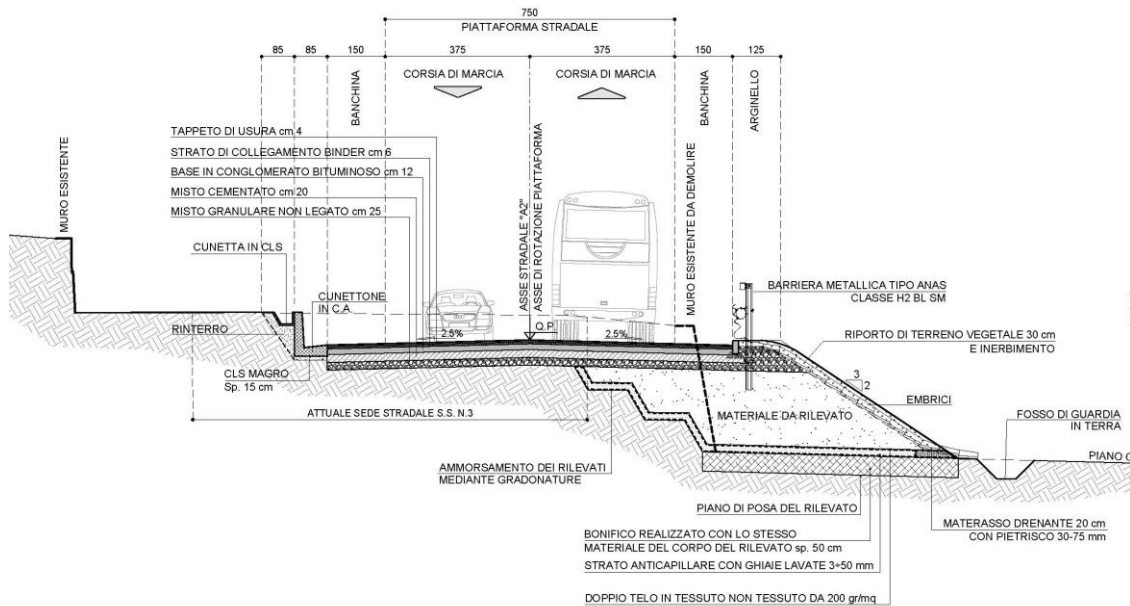 750
PIATTAFORMA STRADALE
85
85
150
375
375
150
125
BANCHINA
CORSIA DI MARCIA
CORSIA DI MARCIA
BANCHINA
ARGINELLO
TAPPETO DI USURA cm 4
STRATO DI COLLEGAMENTO BINDER cm 6
BASE IN CONGLOMERATO BITUMINOSO cm 12
MISTO CEMENTATO cm 20
MISTO GRANULARE NON LEGATO cm 25
MURO ESISTENTE
CUNETTA IN CLS
CUNETTONE
IN C.A.
RINTERRO
CLS MAGRO
Sp. 15 cm
ASSE STRADALE "A2"
ASSE DI ROTAZIONE PIATTAFORMA
MURO ESISTENTE DA DEMOLIRE
2.5%
Q.P.
2.5%
BARRIERA METALLICA TIPO ANAS
CLASSE H2 BL SM
RIPORTO DI TERRENO VEGETALE 30 cm
E INERBIMENTO
3
2
EMBRICI
ATTUALE SEDE STRADALE S.S. N.3
MATERIALE DA RILEVATO
FOSSO DI GUARDIA
IN TERRA
PIANO C
AMMORSAMENTO DEI RILEVATI
MEDIANTE GRADONATURE
PIANO DI POSA DEL RILEVATO
MATERASSO DRENANTE 20 cm
CON PIETRISCO 30-75 mm
BONIFICO REALIZZATO CON LO STESSO
MATERIALE DEL CORPO DEL RILEVATO sp. 50 cm
STRATO ANTICAPILLARE CON GHIAIE LAVATE 3÷50 mm
DOPPIO TELO IN TESSUTO NON TESSUTO DA 200 gr/mq